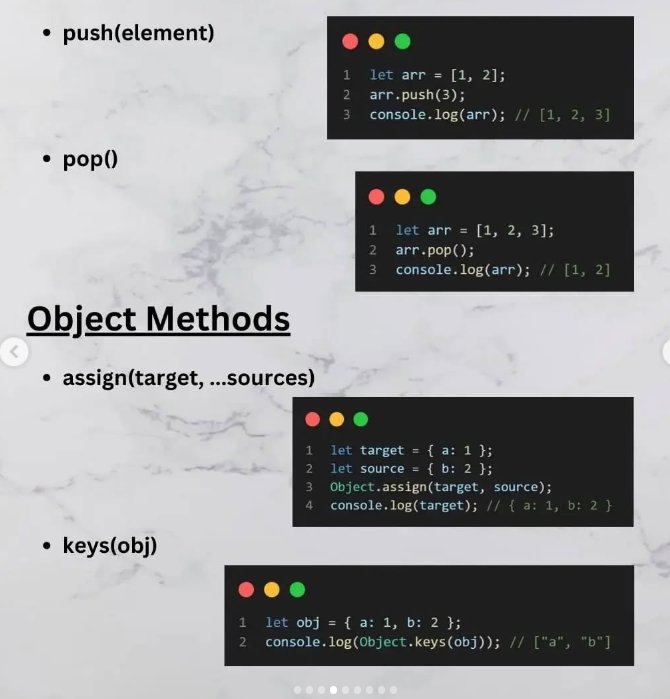 • push(element)
1 let arr = [1, 2];
2 arr.push(3);
3 console.log(arr); // [1, 2, 3]
• pop()
1 let arr = [1, 2, 3];
2 arr.pop();
3 console.log(arr); // [1, 2]
Object Methods
• assign(target, ...sources)
1 let target = { a: 1 };
2 let source = { b: 2 };
3 Object.assign(target, source);
4 console.log(target); // { a: 1, b: 2 }
• keys(obj)
1 let obj = { a: 1, b: 2 };
2 console.log(Object.keys(obj)); // ["a", "b"]